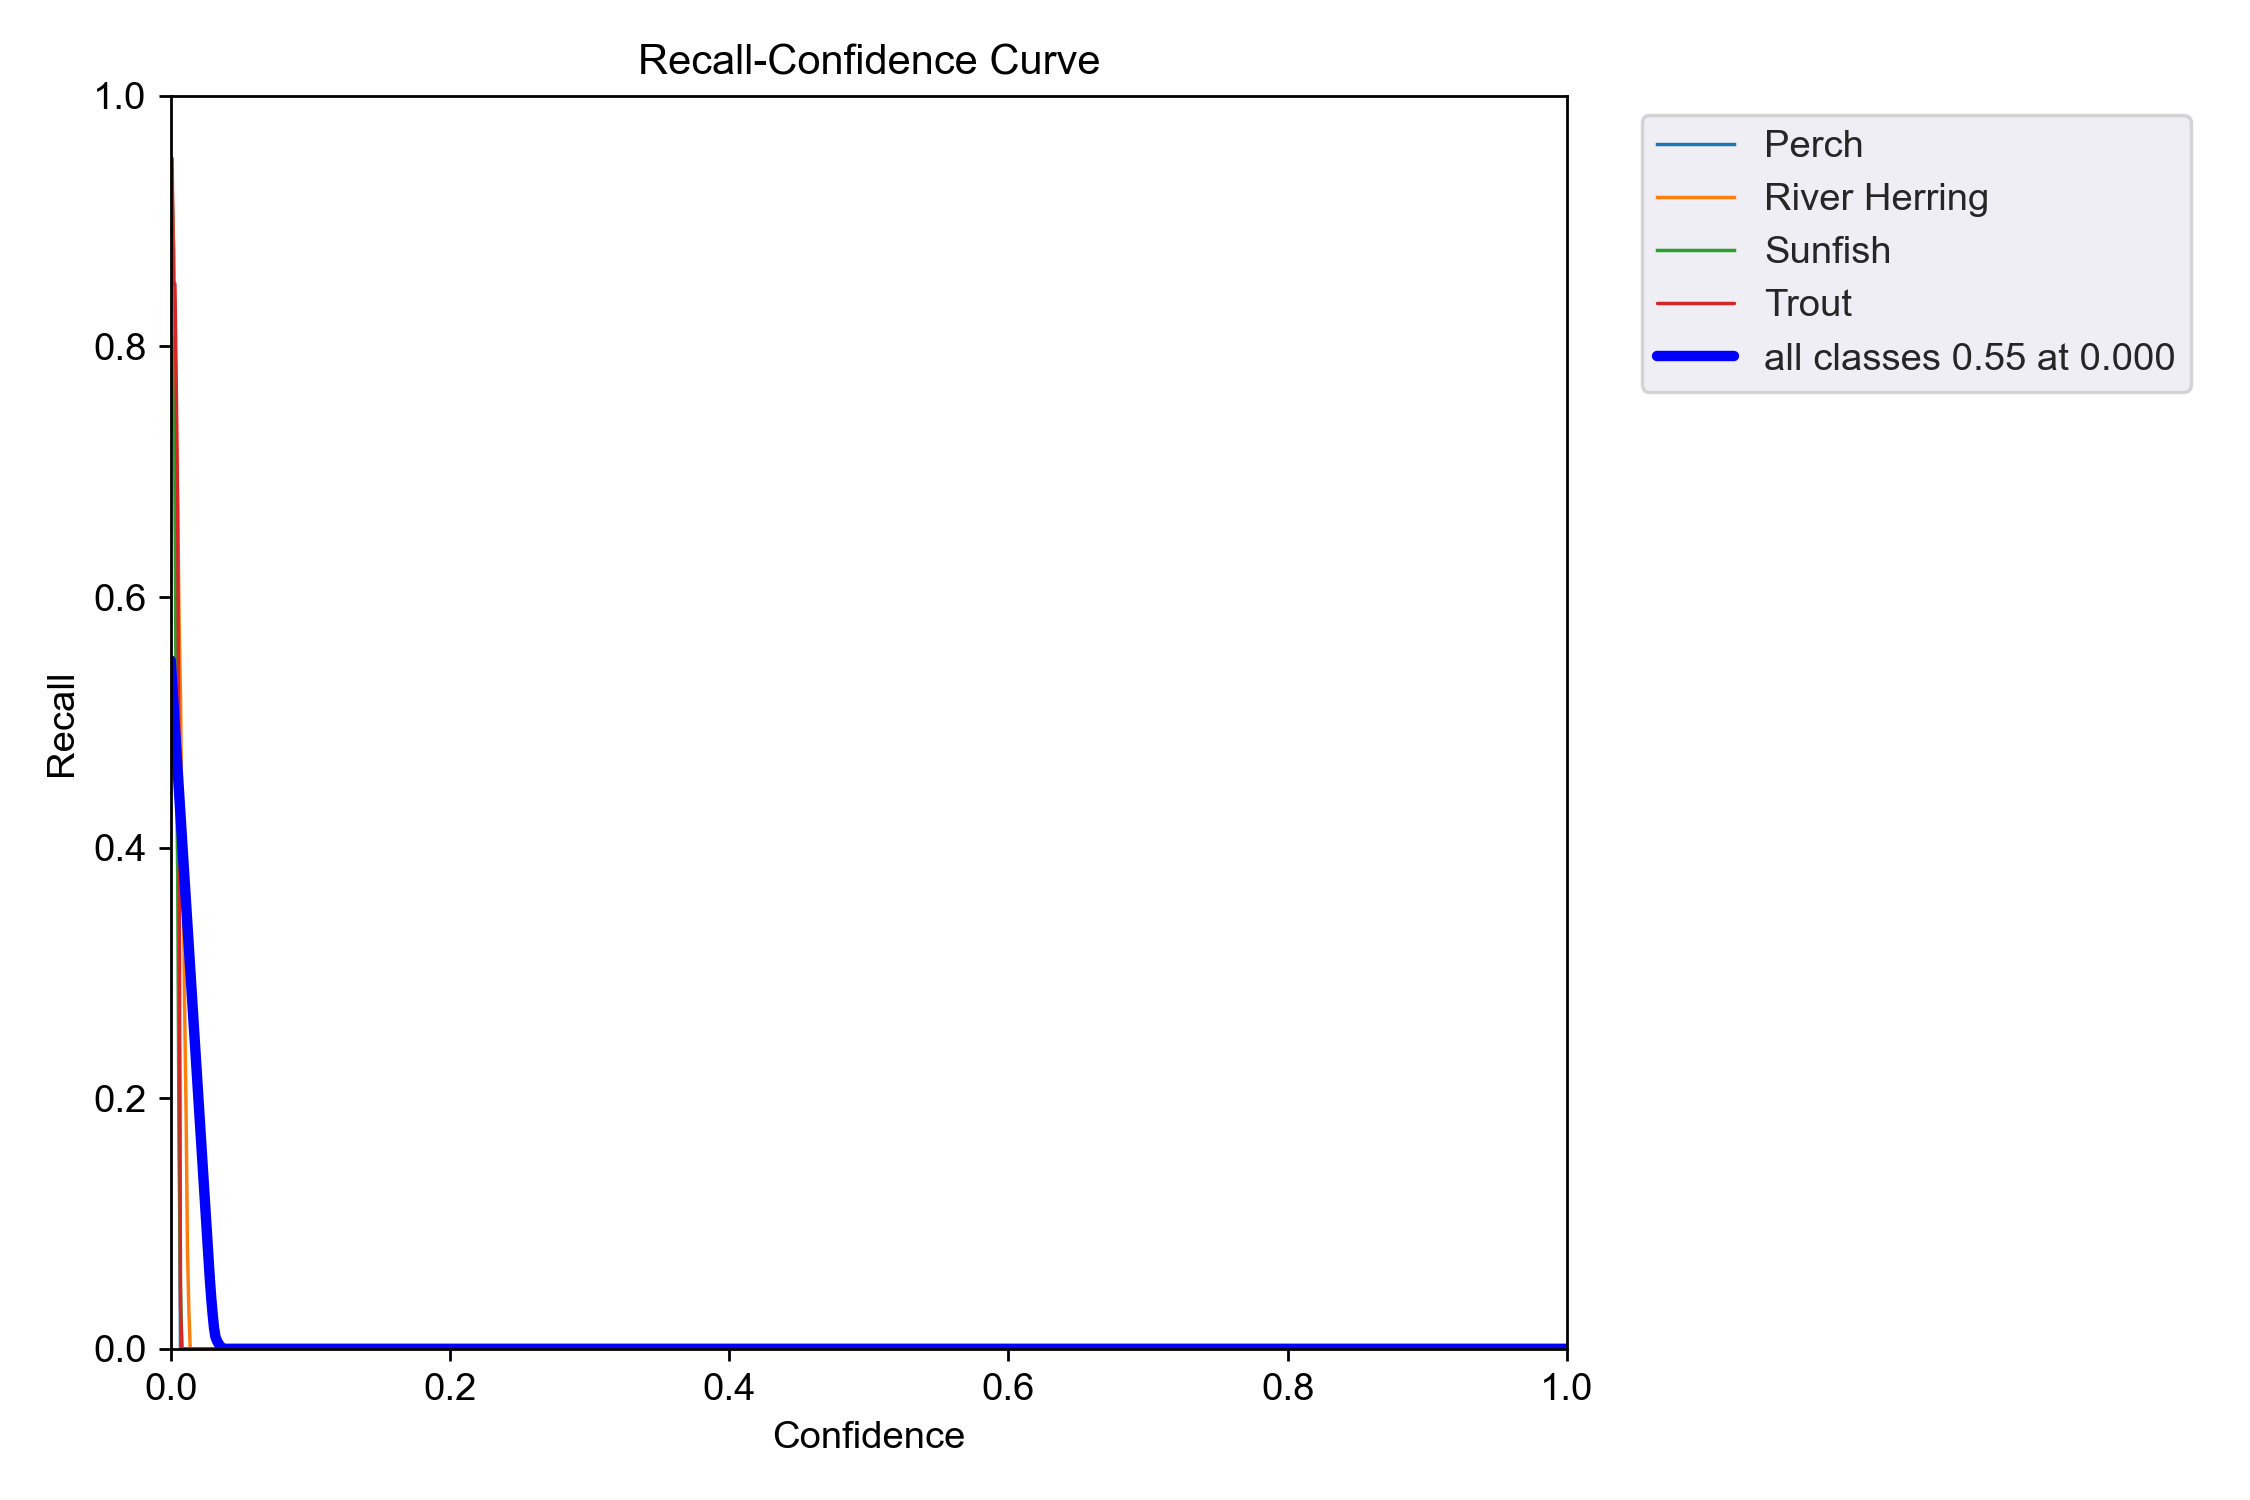 Recall-Confidence Curve
1.0
0.8
0.6
0.4
0.2
0.0
Recall
0.0 0.2 0.4 0.6 0.8 1.0
Confidence
Perch
River Herring
Sunfish
Trout
all classes 0.55 at 0.000